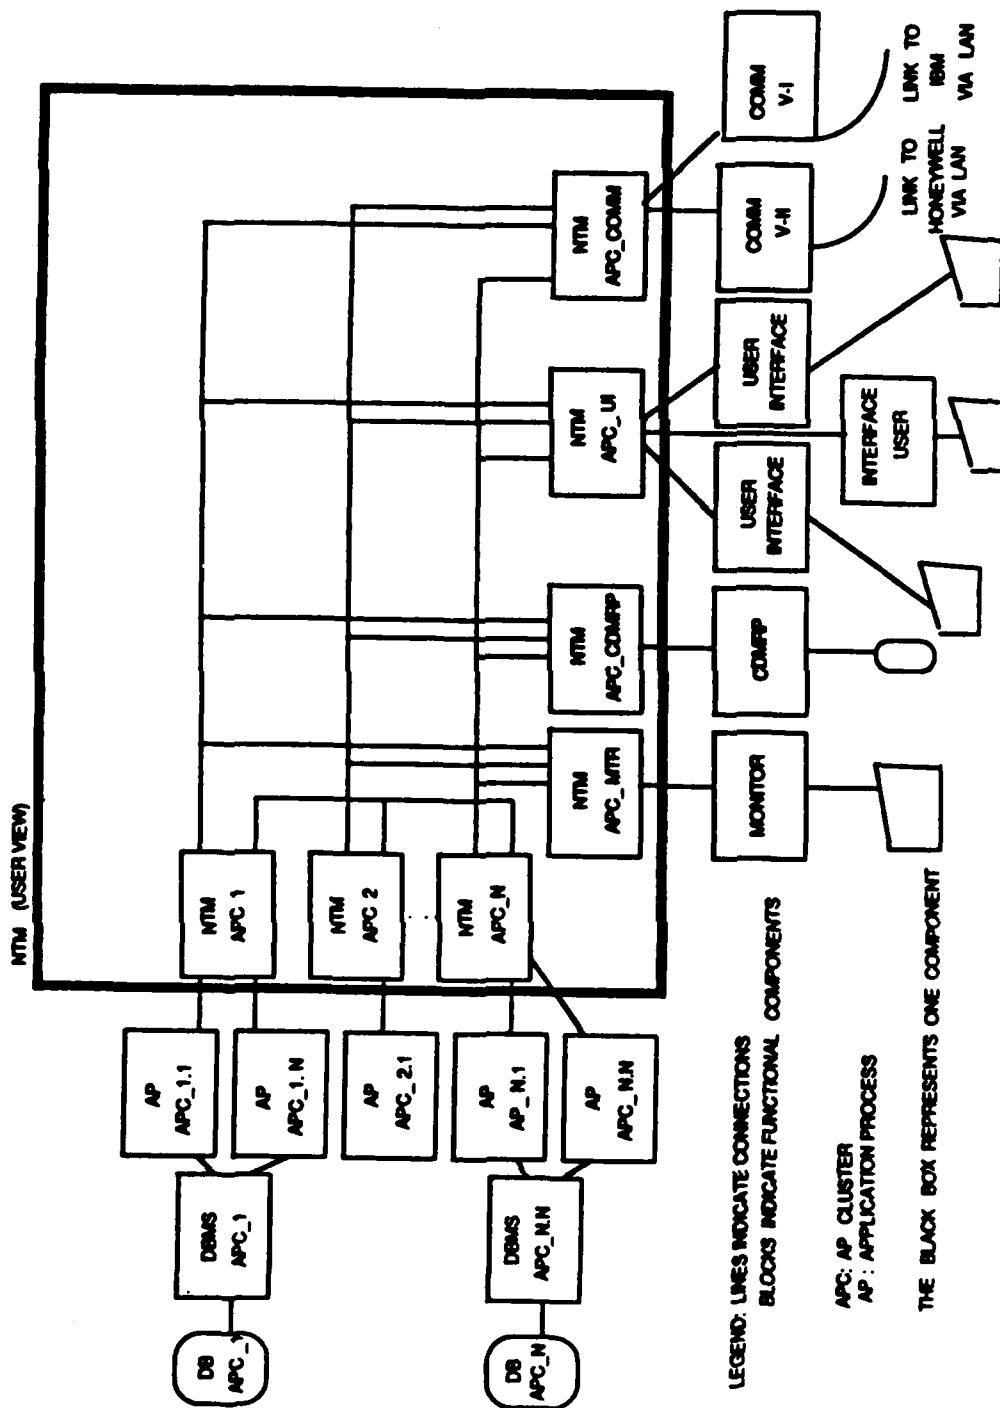 NTM (USER VIEW)
DB
APC_1
DBMS
APC_1
AP
APC_1.1
AP
APC_1.N
NTM
APC 1
AP
APC_2.1
NTM
APC 2
DB
APC_N
DBMS
APC_N.N
AP
AP_N.1
AP
APC_N.N
NTM
APC_N
NTM
APC_MTR
NTM
APC_CDMRP
NTM
APC_UI
NTM
APC_COMM
MONITOR
CDMRP
USER
INTERFACE
USER
INTERFACE
COMM
V-II
COMM
V-I
INTERFACE
USER
LINK TO
HONEYWELL
VIA LAN
LINK TO
IBM
VIA LAN
LEGEND: LINES INDICATE CONNECTIONS
BLOCKS INDICATE FUNCTIONAL COMPONENTS
APC: AP CLUSTER
AP : APPLICATION PROCESS
THE BLACK BOX REPRESENTS ONE COMPONENT